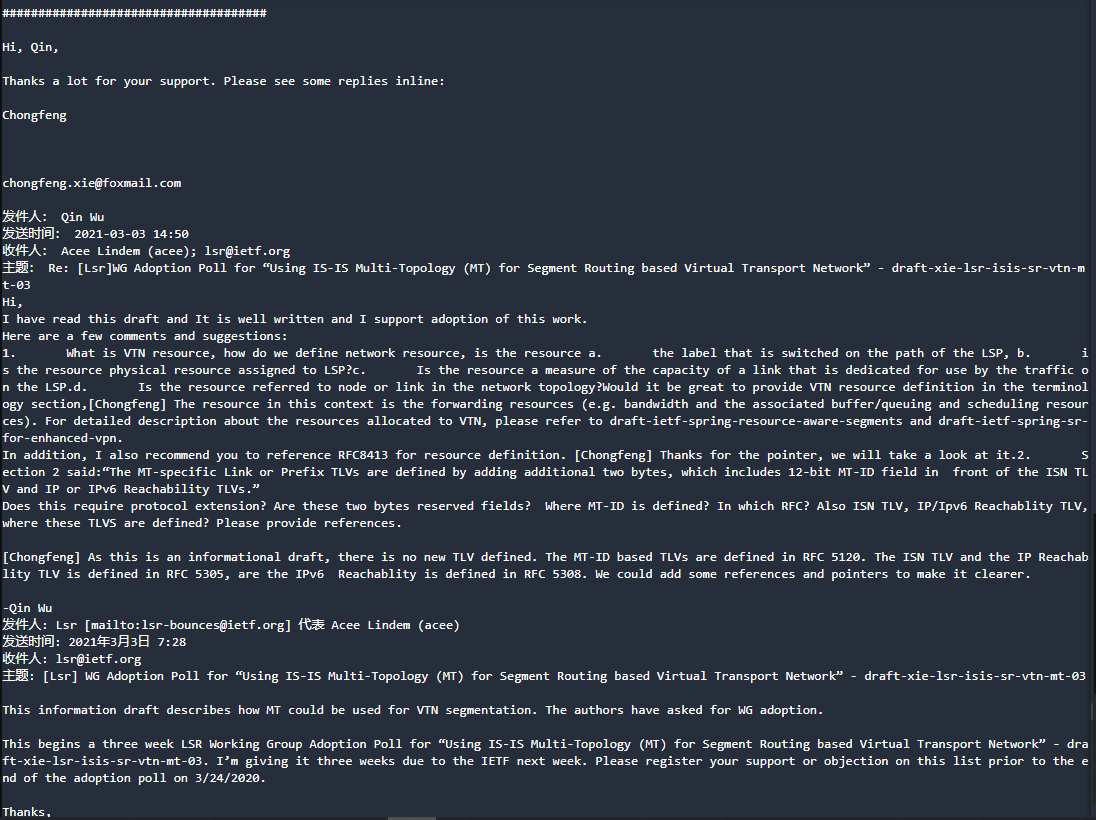 #####################################
Hi, Qin,
Thanks a lot for your support. Please see some replies inline:
Chongfeng
chongfeng.xie@foxmail.com
发件人： Qin Wu
发送时间： 2021-03-03 14:50
收件人： Acee Lindem (acee); lsr@ietf.org
主题： Re: [Lsr]WG Adoption Poll for “Using IS-IS Multi-Topology (MT) for Segment Routing based Virtual Transport Network” - draft-xie-lsr-isis-sr-vtn-m
t-03
Hi,
I have read this draft and It is well written and I support adoption of this work.
Here are a few comments and suggestions:
1.       What is VTN resource, how do we define network resource, is the resource a.       the label that is switched on the path of the LSP, b.       i
s the resource physical resource assigned to LSP?c.       Is the resource a measure of the capacity of a link that is dedicated for use by the traffic o
n the LSP.d.       Is the resource referred to node or link in the network topology?Would it be great to provide VTN resource definition in the terminol
ogy section,[Chongfeng] The resource in this context is the forwarding resources (e.g. bandwidth and the associated buffer/queuing and scheduling resour
ces). For detailed description about the resources allocated to VTN, please refer to draft-ietf-spring-resource-aware-segments and draft-ietf-spring-sr-
for-enhanced-vpn.
In addition, I also recommend you to reference RFC8413 for resource definition. [Chongfeng] Thanks for the pointer, we will take a look at it.2.       S
ection 2 said:“The MT-specific Link or Prefix TLVs are defined by adding additional two bytes, which includes 12-bit MT-ID field in  front of the ISN TL
V and IP or IPv6 Reachability TLVs.”
Does this require protocol extension? Are these two bytes reserved fields?  Where MT-ID is defined? In which RFC? Also ISN TLV, IP/Ipv6 Reachablity TLV,
where these TLVS are defined? Please provide references.
[Chongfeng] As this is an informational draft, there is no new TLV defined. The MT-ID based TLVs are defined in RFC 5120. The ISN TLV and the IP Reachab
lity TLV is defined in RFC 5305, are the IPv6  Reachablity is defined in RFC 5308. We could add some references and pointers to make it clearer.
-Qin Wu
发件人: Lsr [mailto:lsr-bounces@ietf.org] 代表 Acee Lindem (acee)
发送时间: 2021年3月3日 7:28
收件人: lsr@ietf.org
主题: [Lsr] WG Adoption Poll for “Using IS-IS Multi-Topology (MT) for Segment Routing based Virtual Transport Network” - draft-xie-lsr-isis-sr-vtn-mt-03
This information draft describes how MT could be used for VTN segmentation. The authors have asked for WG adoption.
This begins a three week LSR Working Group Adoption Poll for “Using IS-IS Multi-Topology (MT) for Segment Routing based Virtual Transport Network” - dra
ft-xie-lsr-isis-sr-vtn-mt-03. I’m giving it three weeks due to the IETF next week. Please register your support or objection on this list prior to the e
nd of the adoption poll on 3/24/2020.
Thanks,